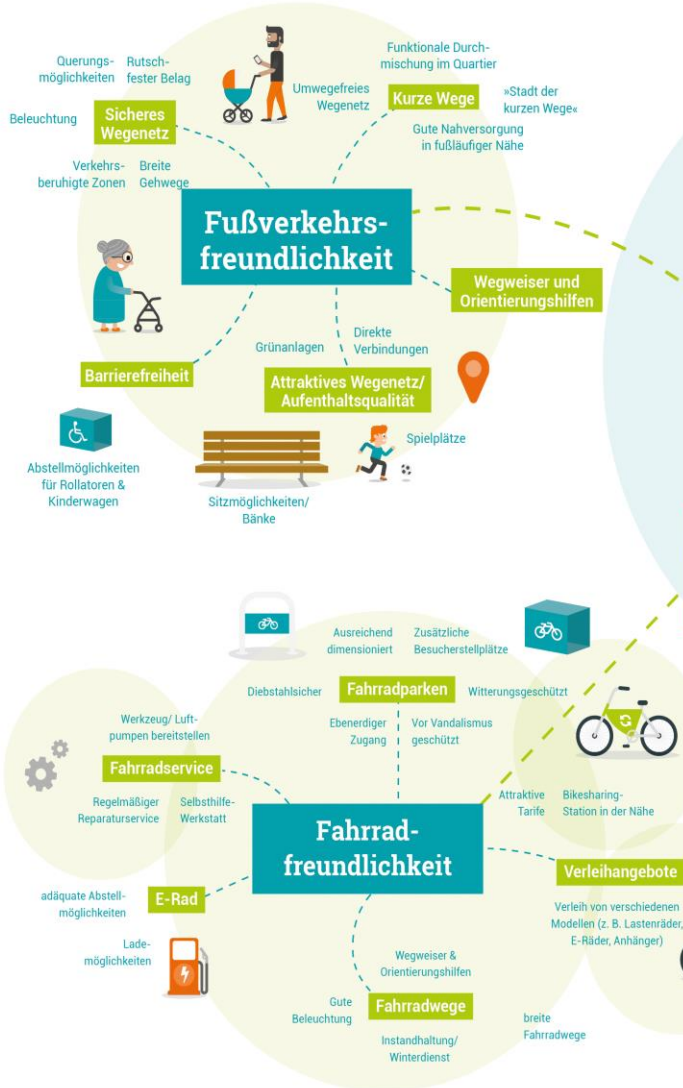 Querungs-
möglichkeiten
Rutsch-
fester Belag
Beleuchtung
Sicheres
Wegenetz
Verkehrs-
beruhigte Zonen
Breite
Gehwege
Umwegefreies
Wegenetz
Funktionale Durch-
mischung im Quartier
Kurze Wege
»Stadt der
kurzen Wege«
Gute Nahversorgung
in fußläufiger Nähe
Fußverkehrs-
freundlichkeit
Wegweiser und
Orientierungshilfen
Barrierefreiheit
Abstellmöglichkeiten
für Rollatoren &
Kinderwagen
Grünanlagen
Direkte
Verbindungen
Attraktives Wegenetz/
Aufenthaltsqualität
Spielplätze
Sitzmöglichkeiten/
Bänke
Ausreichend
dimensioniert
Zusätzliche
Besucherstellplätze
Diebstahlsicher
Fahrradparken
Witterungsgeschützt
Ebenerdiger
Zugang
Vor Vandalismus
geschützt
Werkzeug/ Luft-
pumpen bereitstellen
Fahrradservice
Regelmäßiger
Reparaturservice
Selbsthilfe-
Werkstatt
Fahrrad-
freundlichkeit
Attraktive
Tarife
Bikesharing-
Station in der Nähe
Verleihangebote
Verleih von verschiedenen
Modellen (z. B. Lastenräder,
E-Räder, Anhänger)
adäquate Abstell-
möglichkeiten
E-Rad
Lade-
möglichkeiten
Wegweiser &
Orientierungshilfen
Gute
Beleuchtung
Fahrradwege
breite
Fahrradwege
Instandhaltung/
Winterdienst